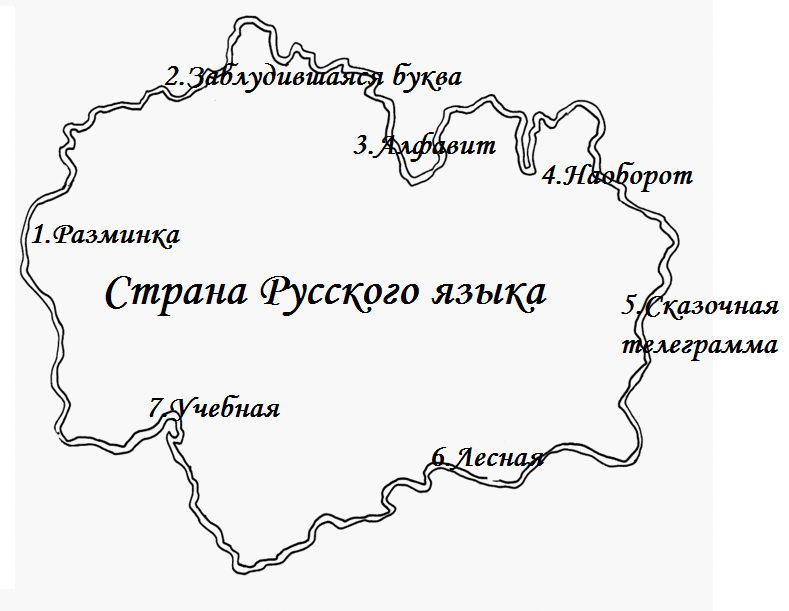 2.Заблудившаяся буква
3.Алфавит
4.Наоборот
1.Разминка
Страна Русского языка
5.Сказочная
телеграмма
7.Учебная
6.Лесная